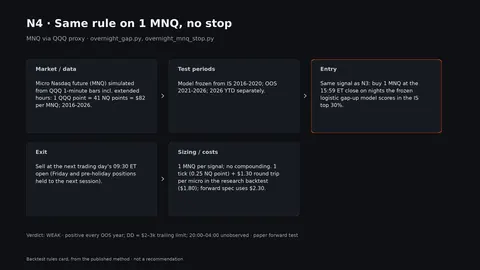 N4 · Same rule on 1 MNQ, no stop
MNQ via QQQ proxy · overnight_gap.py, overnight_mnq_stop.py
Market / data
Micro Nasdaq future (MNQ) simulated
from QQQ 1-minute bars incl. extended
hours: 1 QQQ point ≈ 41 NQ points ≈ $82
per MNQ; 2016-2026.
Test periods
Model frozen from IS 2016-2020; OOS
2021-2026; 2026 YTD separately.
Entry
Same signal as N3: buy 1 MNQ at the
15:59 ET close on nights the frozen
logistic gap-up model scores in the IS
top 30%.
Exit
Sell at the next trading day's 09:30 ET
open (Friday and pre-holiday positions
held to the next session).
Sizing / costs
1 MNQ per signal; no compounding. 1
tick (0.25 NQ point) + $1.30 round trip
per micro in the research backtest
($1.80); forward spec uses $2.30.
Verdict: WEAK · positive every OOS year; DD ≈ $2–3k trailing limit; 20:00–04:00 unobserved · paper forward test
Backtest rules card, from the published method · not a recommendation